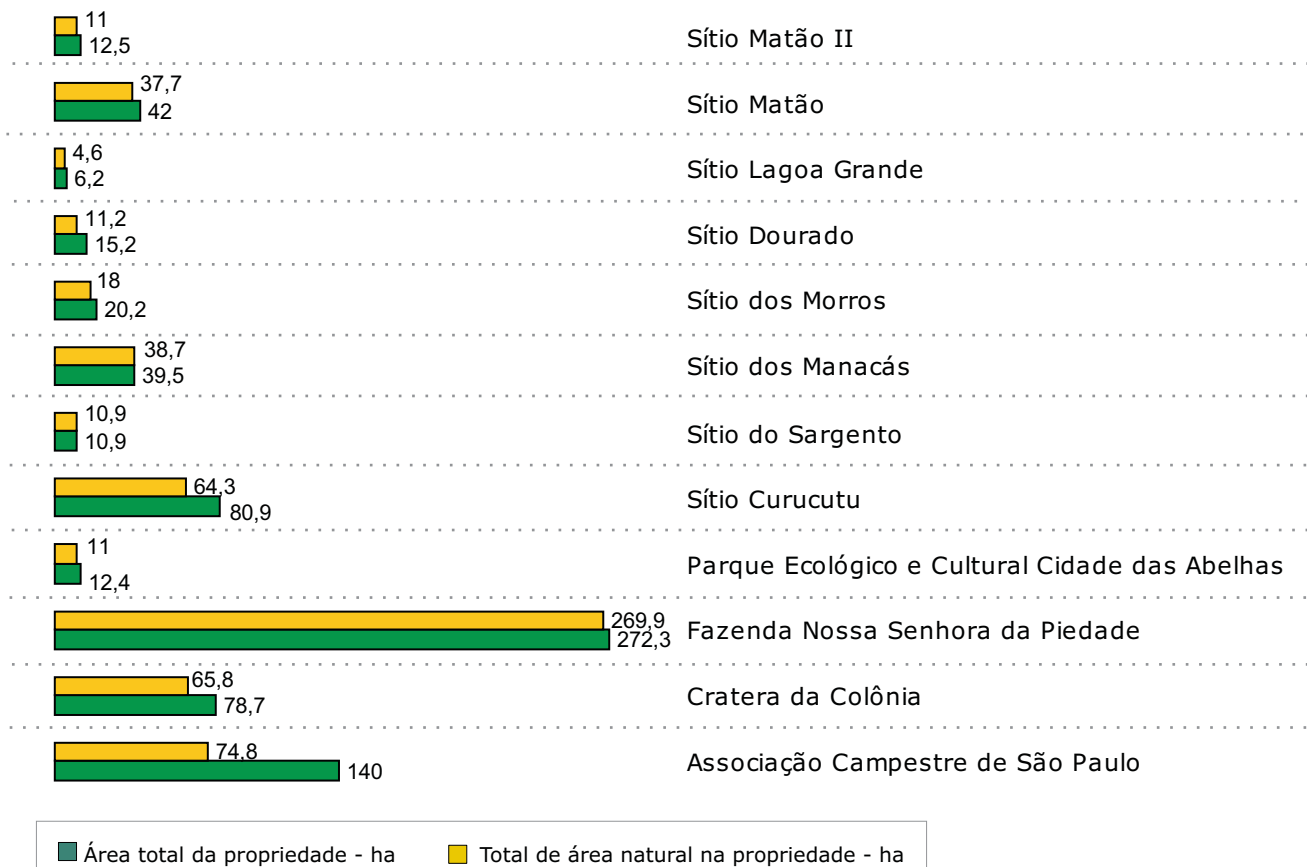 11
12,5
Sítio Matão II
37,7
42
Sítio Matão
4,6
6,2
Sítio Lagoa Grande
11,2
15,2
Sítio Dourado
18
20,2
Sítio dos Morros
38,7
39,5
Sítio dos Manacás
10,9
10,9
Sítio do Sargento
64,3
80,9
Sítio Curucutu
11
12,4
Parque Ecológico e Cultural Cidade das Abelhas
269,9
272,3
Fazenda Nossa Senhora da Piedade
65,8
78,7
Cratera da Colônia
74,8
140
Associação Campestre de São Paulo
Área total da propriedade - ha
Total de área natural na propriedade - ha